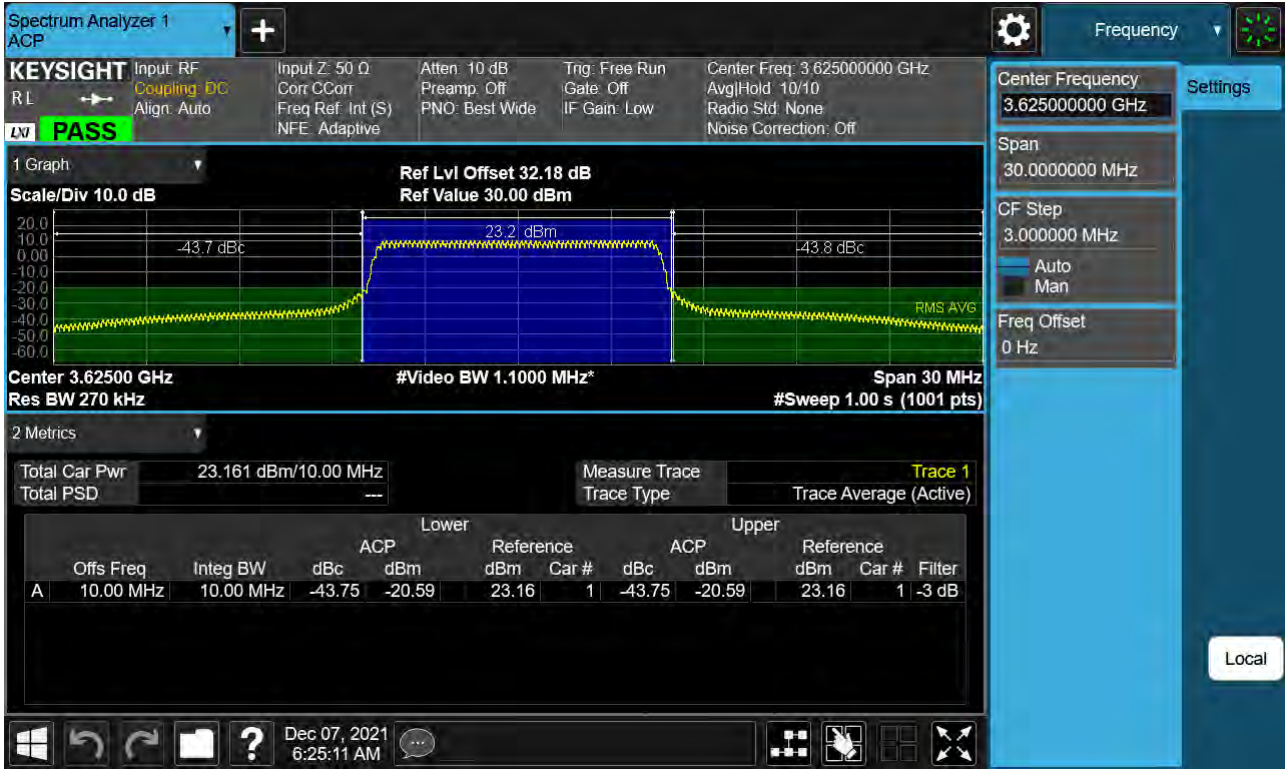 Spectrum Analyzer 1
ACP
Frequency
KEYSIGHT Input: RF Input Z: 50 Ω Atten: 10 dB Trig: Free Run Center Freq: 3.625000000 GHz
RL Coupling: DC Corr CCorr Preamp: Off Gate: Off Avg|Hold: 10/10
Align: Auto Freq Ref: Int (S) PNO: Best Wide IF Gain: Low Radio Std: None
LXI PASS NFE: Adaptive Noise Correction: Off
1 Graph
Ref Lvl Offset 32.18 dB
Scale/Div 10.0 dB Ref Value 30.00 dBm
20.0
10.0
0.00
-10.0
-20.0
-30.0
-40.0
-50.0
-60.0
-43.7 dBc 23.2 dBm -43.8 dBc
RMS AVG
Center 3.62500 GHz #Video BW 1.1000 MHz* Span 30 MHz
Res BW 270 kHz #Sweep 1.00 s (1001 pts)
2 Metrics
Total Car Pwr 23.161 dBm/10.00 MHz Measure Trace Trace 1
Total PSD --- Trace Type Trace Average (Active)
Lower Upper
ACP Reference ACP Reference
Offs Freq Integ BW dBc dBm dBm Car # dBc dBm dBm Car # Filter
A 10.00 MHz 10.00 MHz -43.75 -20.59 23.16 1 -43.75 -20.59 23.16 1 -3 dB
Dec 07, 2021
6:25:11 AM
Center Frequency
3.625000000 GHz
Span
30.0000000 MHz
CF Step
3.000000 MHz
Auto
Man
Freq Offset
0 Hz
Settings
Local